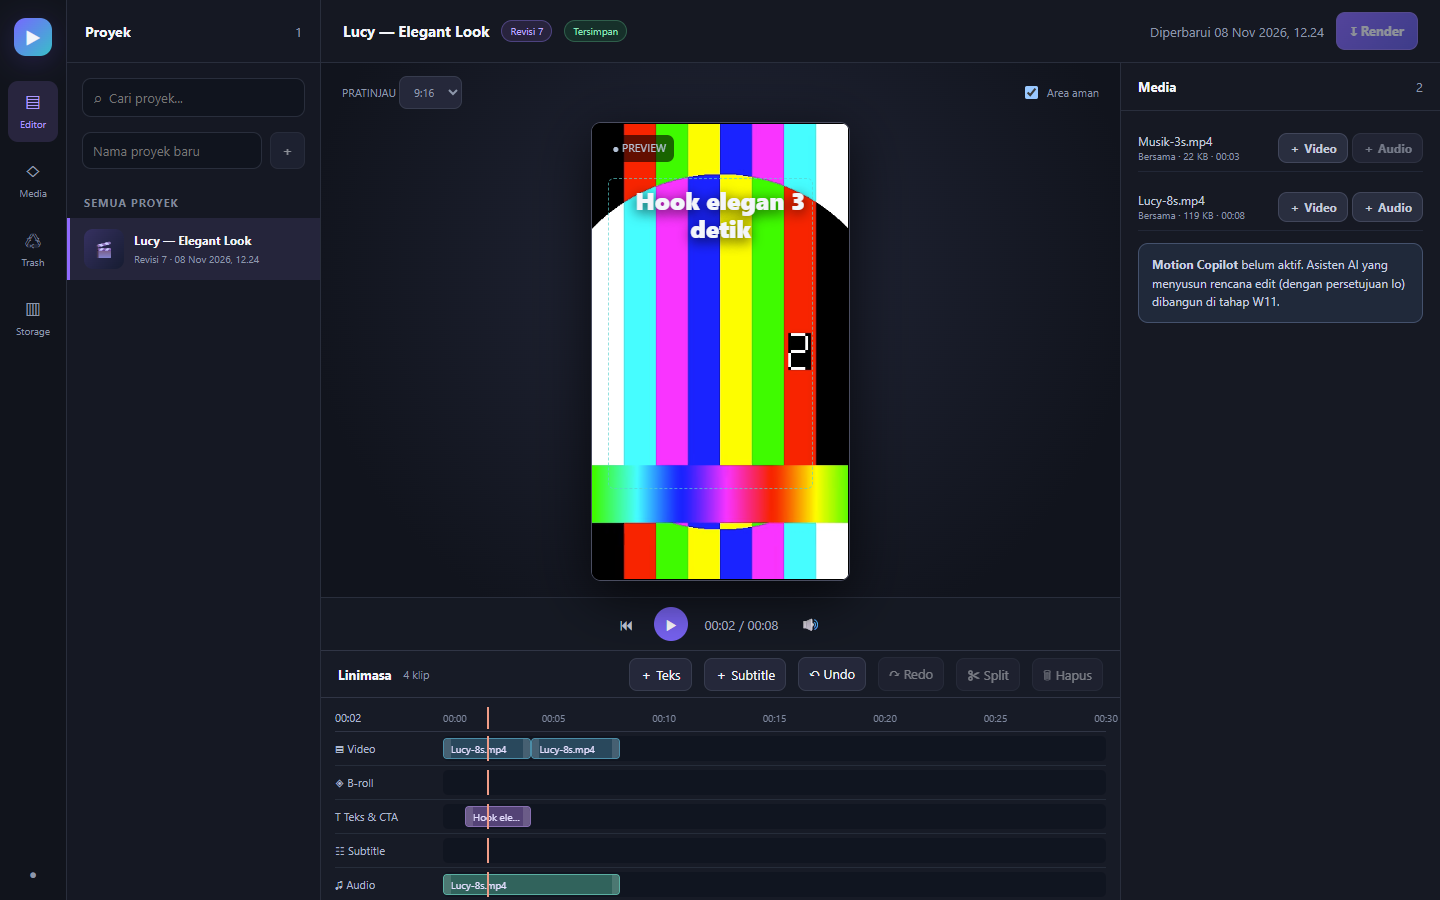 Editor
Media
Trash
Storage
Proyek
1
Cari proyek...
Nama proyek baru
+
SEMUA PROYEK
Lucy — Elegant Look
Revisi 7 · 08 Nov 2026, 12.24
Lucy — Elegant Look
Revisi 7
Tersimpan
Diperbarui 08 Nov 2026, 12.24
↧ Render
PRATINJAU
9:16
Area aman
● PREVIEW
Hook elegan 3
detik
2
00:02 / 00:08
Linimasa
4 klip
+ Teks
+ Subtitle
↶ Undo
↷ Redo
Split
Hapus
00:02
00:00
00:05
00:10
00:15
00:20
00:25
00:30
Video
Lucy-8s.mp4
Lucy-8s.mp4
B-roll
T Teks & CTA
Hook ele...
Subtitle
♫ Audio
Lucy-8s.mp4
Media
2
Musik-3s.mp4
Bersama · 22 KB · 00:03
+ Video
+ Audio
Lucy-8s.mp4
Bersama · 119 KB · 00:08
+ Video
+ Audio
Motion Copilot belum aktif. Asisten AI yang
menyusun rencana edit (dengan persetujuan lo)
dibangun di tahap W11.